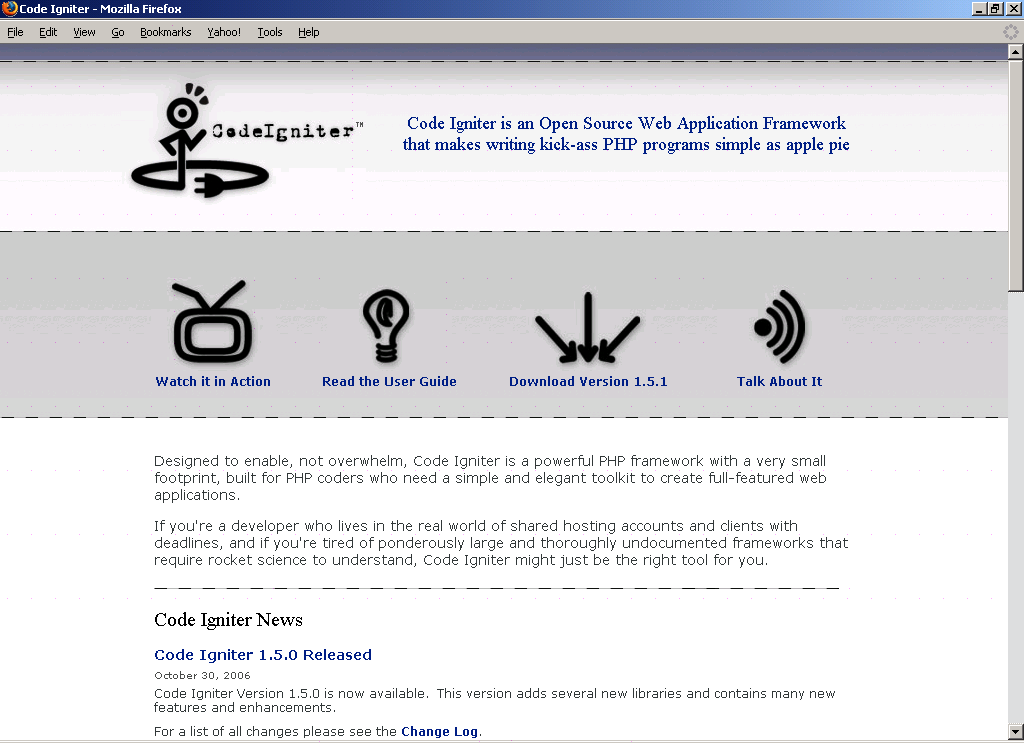 Code Igniter - Mozilla Firefox
File Edit View Go Bookmarks Yahoo! Tools Help
CodeIgniter™
Code Igniter is an Open Source Web Application Framework
that makes writing kick-ass PHP programs simple as apple pie
Watch it in Action
Read the User Guide
Download Version 1.5.1
Talk About It
Designed to enable, not overwhelm, Code Igniter is a powerful PHP framework with a very small
footprint, built for PHP coders who need a simple and elegant toolkit to create full-featured web
applications.
If you're a developer who lives in the real world of shared hosting accounts and clients with
deadlines, and if you're tired of ponderously large and thoroughly undocumented frameworks that
require rocket science to understand, Code Igniter might just be the right tool for you.
Code Igniter News
Code Igniter 1.5.0 Released
October 30, 2006
Code Igniter Version 1.5.0 is now available. This version adds several new libraries and contains many new
features and enhancements.
For a list of all changes please see the Change Log.